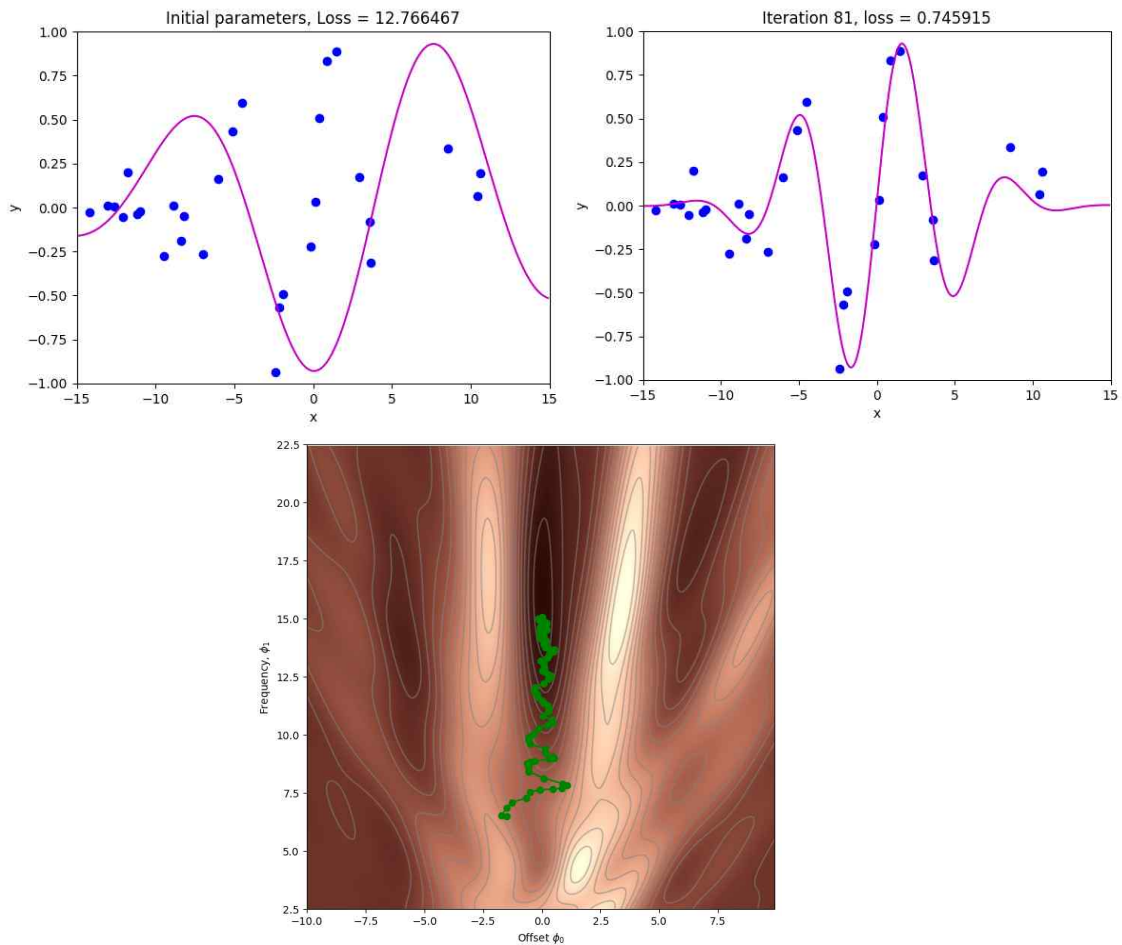 Initial parameters, Loss = 12.766467
1.00
0.75
0.50
0.25
0.00
−0.25
−0.50
−0.75
−1.00
y
−15 −10 −5 0 5 10 15
x
Iteration 81, loss = 0.745915
1.00
0.75
0.50
0.25
0.00
−0.25
−0.50
−0.75
−1.00
y
−15 −10 −5 0 5 10 15
x
22.5
20.0
17.5
15.0
12.5
10.0
7.5
5.0
2.5
Frequency, ϕ₁
−10.0 −7.5 −5.0 −2.5 0.0 2.5 5.0 7.5
Offset ϕ₀